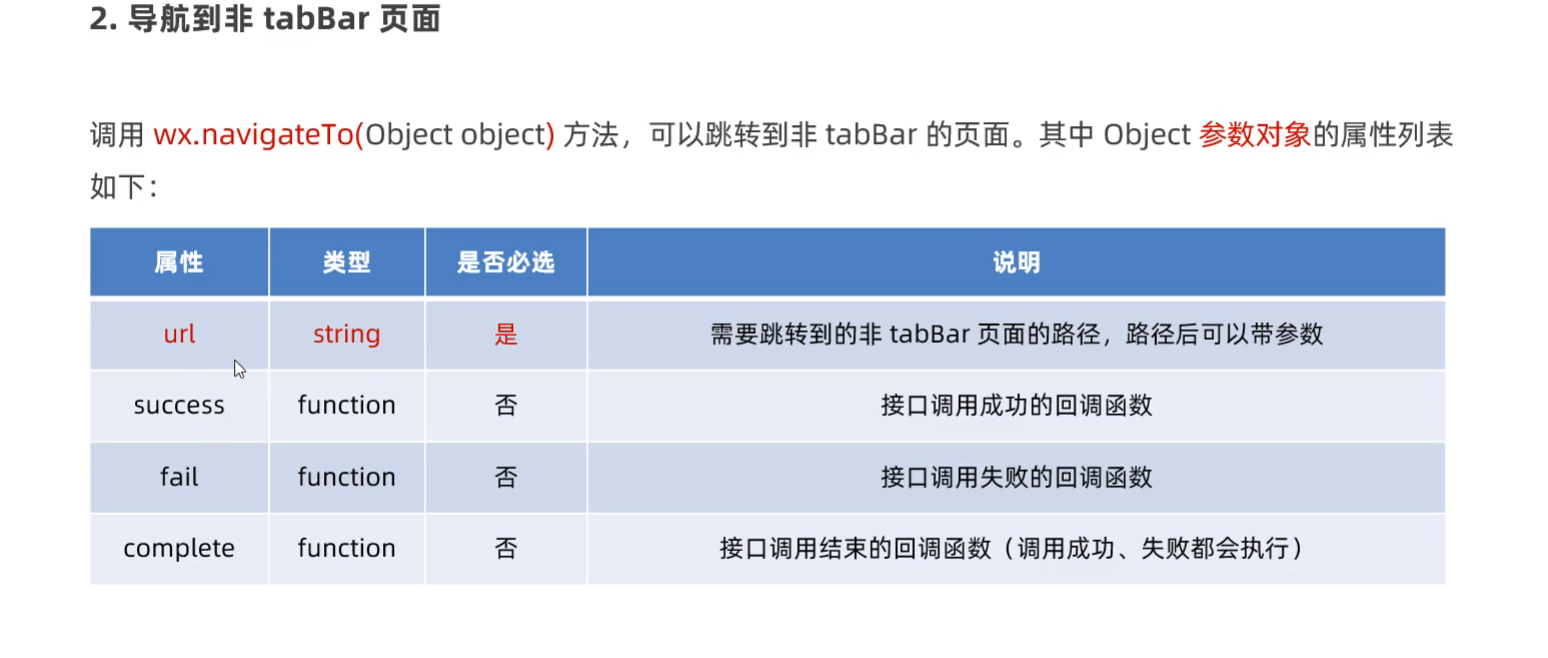 2. 导航到非 tabBar 页面
调用 wx.navigateTo(Object object) 方法，可以跳转到非 tabBar 的页面。其中 Object 参数对象的属性列表
如下：
属性 类型 是否必选 说明
url string 是 需要跳转到的非 tabBar 页面的路径，路径后可以带参数
success function 否 接口调用成功的回调函数
fail function 否 接口调用失败的回调函数
complete function 否 接口调用结束的回调函数（调用成功、失败都会执行）